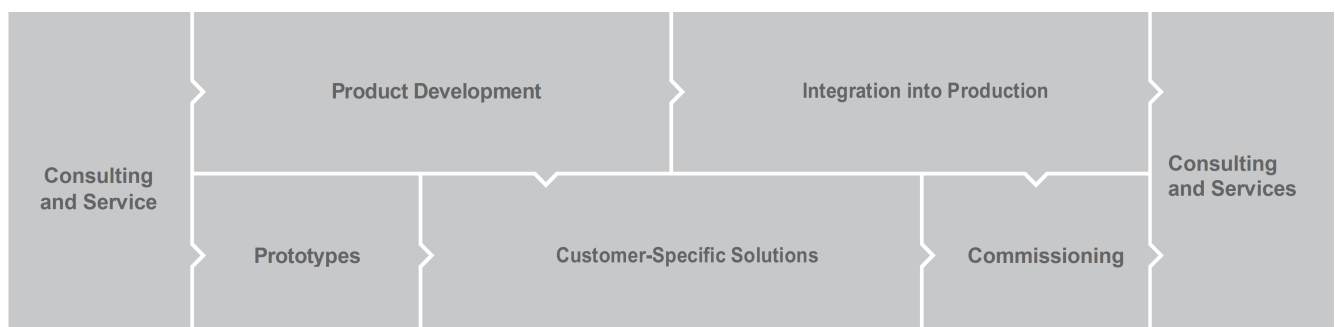 Consulting
and Service
Product Development
Integration into Production
Prototypes
Customer-Specific Solutions
Commissioning
Consulting
and Services